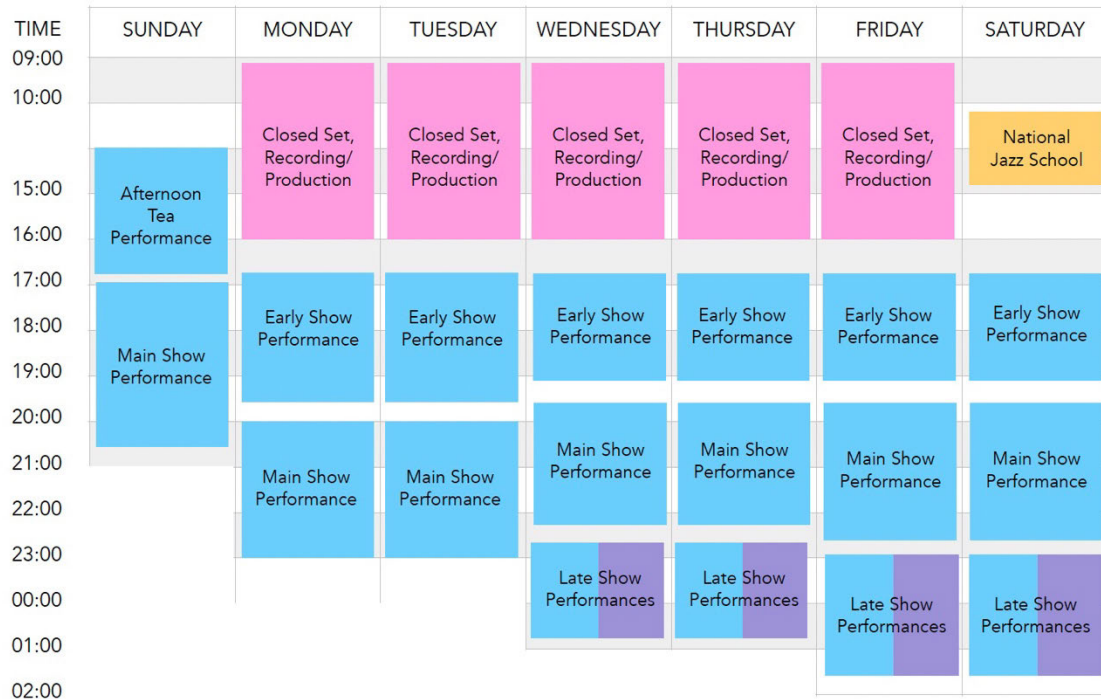 TIME SUNDAY MONDAY TUESDAY WEDNESDAY THURSDAY FRIDAY SATURDAY
09:00
10:00
Closed Set, Closed Set, Closed Set, Closed Set, Closed Set, National
Recording/ Recording/ Recording/ Recording/ Recording/ Jazz School
Production Production Production Production Production
15:00
Afternoon
Tea
Performance
16:00
17:00
Early Show Early Show Early Show Early Show Early Show Early Show
Performance Performance Performance Performance Performance Performance
18:00
Main Show
Performance
19:00
20:00
21:00
Main Show Main Show Main Show Main Show Main Show Main Show
Performance Performance Performance Performance Performance Performance
22:00
23:00
Late Show Late Show Late Show Late Show
Performances Performances Performances Performances
00:00
01:00
02:00